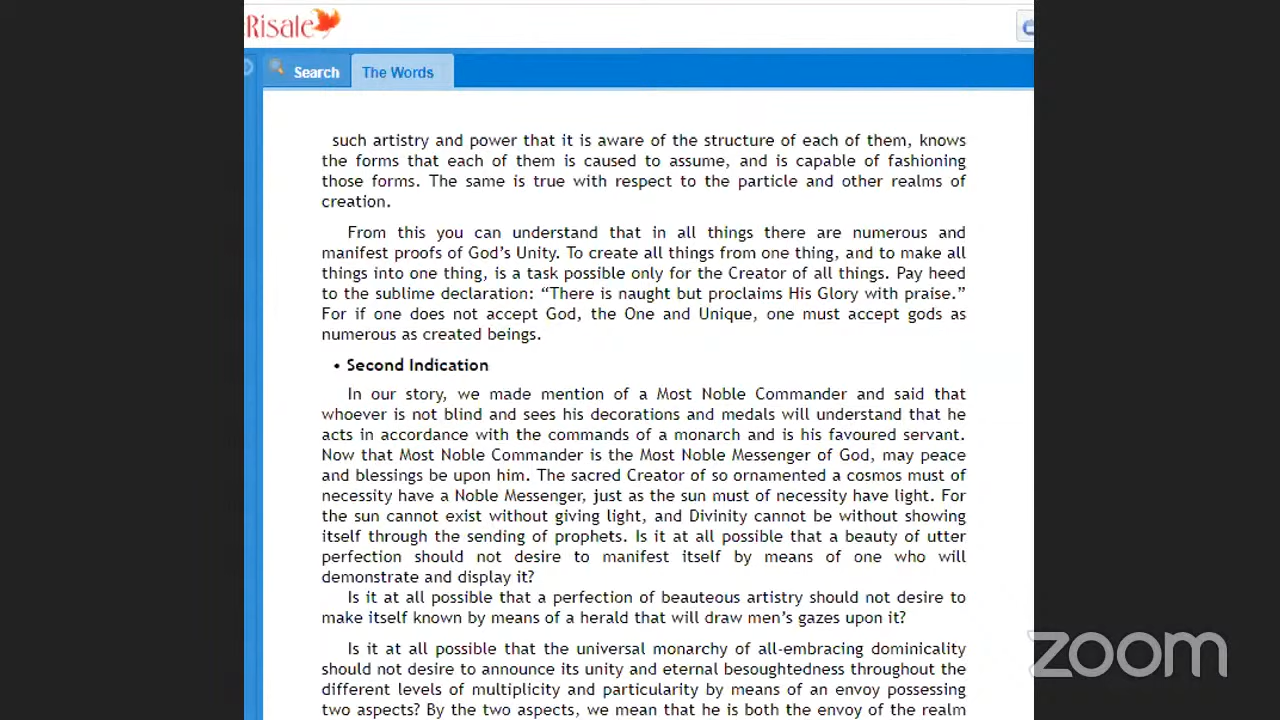 Risale
Search
The Words
such artistry and power that it is aware of the structure of each of them, knows
the forms that each of them is caused to assume, and is capable of fashioning
those forms. The same is true with respect to the particle and other realms of
creation.
From this you can understand that in all things there are numerous and
manifest proofs of God’s Unity. To create all things from one thing, and to make all
things into one thing, is a task possible only for the Creator of all things. Pay heed
to the sublime declaration: “There is naught but proclaims His Glory with praise.”
For if one does not accept God, the One and Unique, one must accept gods as
numerous as created beings.
• Second Indication
In our story, we made mention of a Most Noble Commander and said that
whoever is not blind and sees his decorations and medals will understand that he
acts in accordance with the commands of a monarch and is his favoured servant.
Now that Most Noble Commander is the Most Noble Messenger of God, may peace
and blessings be upon him. The sacred Creator of so ornamented a cosmos must of
necessity have a Noble Messenger, just as the sun must of necessity have light. For
the sun cannot exist without giving light, and Divinity cannot be without showing
itself through the sending of prophets. Is it at all possible that a beauty of utter
perfection should not desire to manifest itself by means of one who will
demonstrate and display it?
Is it at all possible that a perfection of beauteous artistry should not desire to
make itself known by means of a herald that will draw men’s gazes upon it?
Is it at all possible that the universal monarchy of all-embracing dominicality
should not desire to announce its unity and eternal besoughtedness throughout the
different levels of multiplicity and particularity by means of an envoy possessing
two aspects? By the two aspects, we mean that he is both the envoy of the realm
zoom